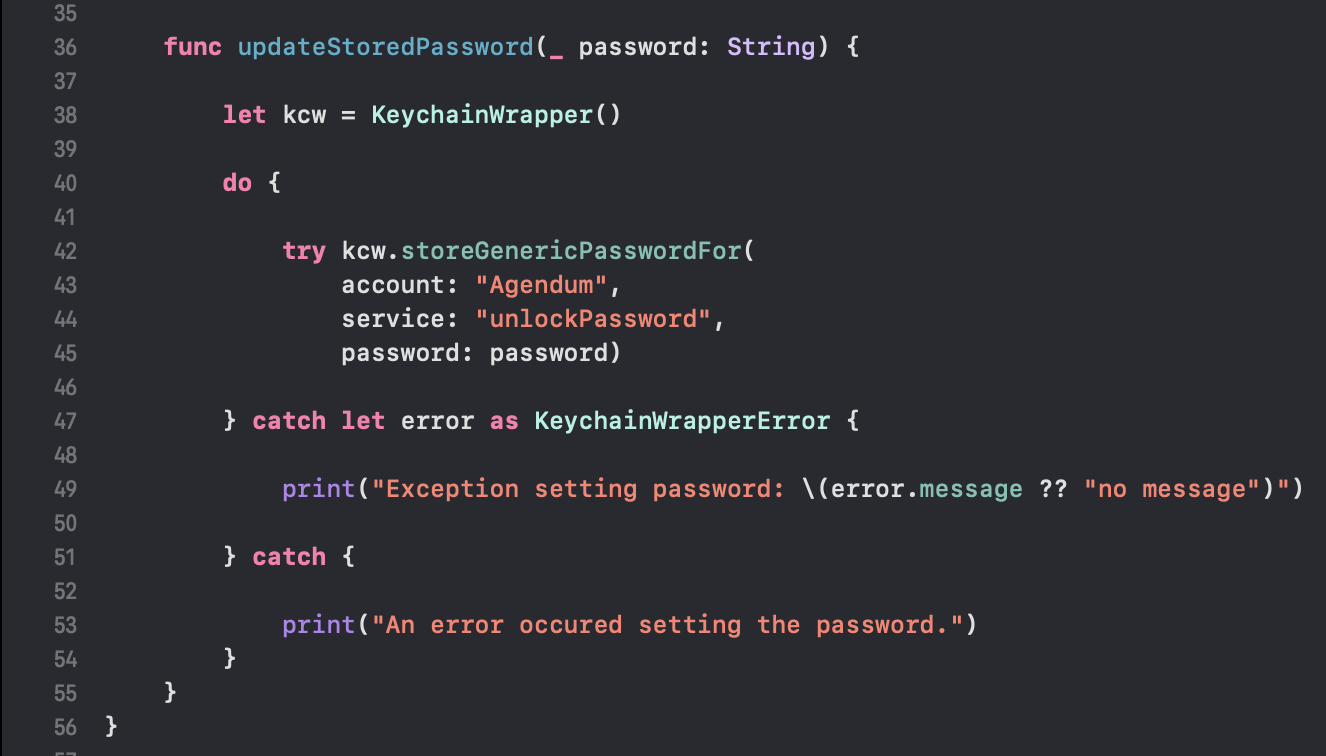 35
36 func updateStoredPassword(_ password: String) {
37
38 let kcw = KeychainWrapper()
39
40 do {
41
42 try kcw.storeGenericPasswordFor(
43 account: "Agendum",
44 service: "unlockPassword",
45 password: password)
46
47 } catch let error as KeychainWrapperError {
48
49 print("Exception setting password: \(error.message ?? "no message")")
50
51 } catch {
52
53 print("An error occured setting the password.")
54 }
55 }
56 }
57